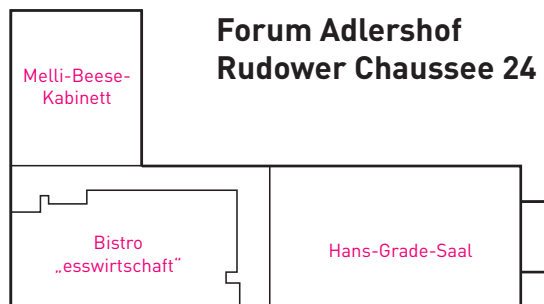 Forum Adlershof
Rudower Chaussee 24
Melli-Beese-
Kabinett
Bistro
„esswirtschaft“
Hans-Grade-Saal